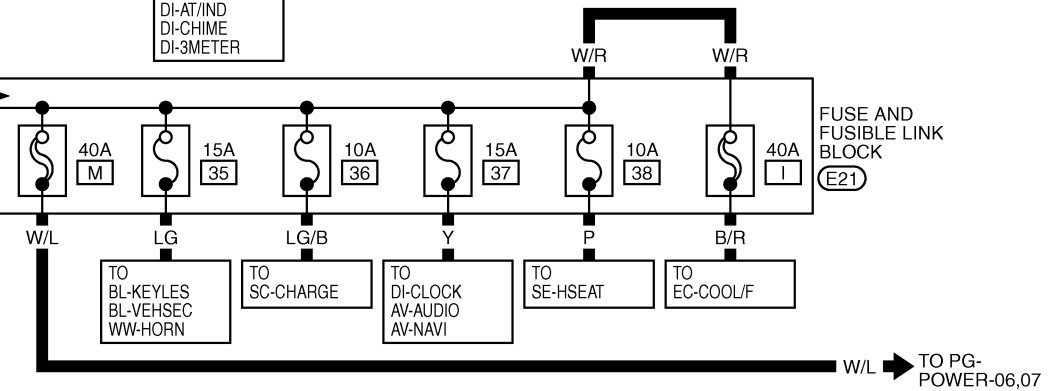 DI-AT/IND
DI-CHIME
DI-3METER
W/R
W/R
FUSE AND
FUSIBLE LINK
BLOCK
E21
40A
M
15A
35
10A
36
15A
37
10A
38
40A
I
W/L
LG
LG/B
Y
P
B/R
TO
BL-KEYLES
BL-VEHSEC
WW-HORN
TO
SC-CHARGE
TO
DI-CLOCK
AV-AUDIO
AV-NAVI
TO
SE-HSEAT
TO
EC-COOL/F
W/L
TO PG-
POWER-06,07